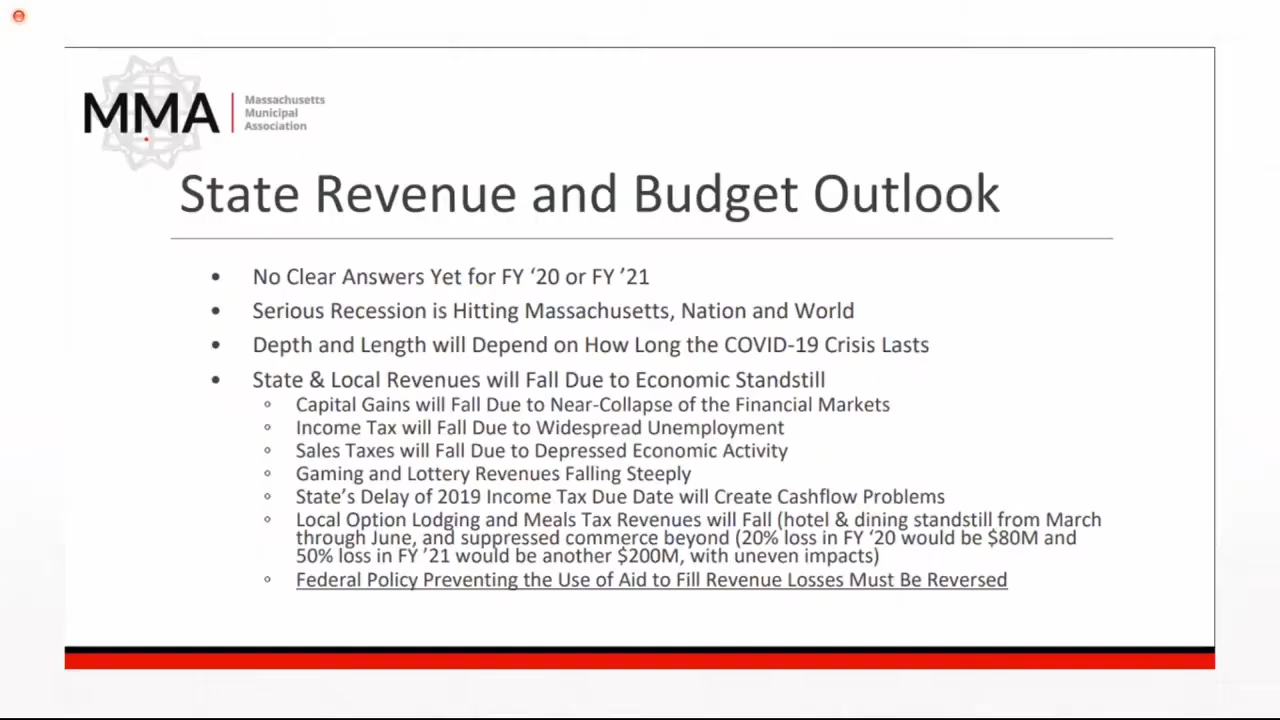 MMA
Massachusetts
Municipal
Association
State Revenue and Budget Outlook
• No Clear Answers Yet for FY ‘20 or FY ’21
• Serious Recession is Hitting Massachusetts, Nation and World
• Depth and Length will Depend on How Long the COVID-19 Crisis Lasts
• State & Local Revenues will Fall Due to Economic Standstill
◦ Capital Gains will Fall Due to Near-Collapse of the Financial Markets
◦ Income Tax will Fall Due to Widespread Unemployment
◦ Sales Taxes will Fall Due to Depressed Economic Activity
◦ Gaming and Lottery Revenues Falling Steeply
◦ State’s Delay of 2019 Income Tax Due Date will Create Cashflow Problems
◦ Local Option Lodging and Meals Tax Revenues will Fall (hotel & dining standstill from March
through June, and suppressed commerce beyond (20% loss in FY ‘20 would be $80M and
50% loss in FY ’21 would be another $200M, with uneven impacts)
◦ Federal Policy Preventing the Use of Aid to Fill Revenue Losses Must Be Reversed